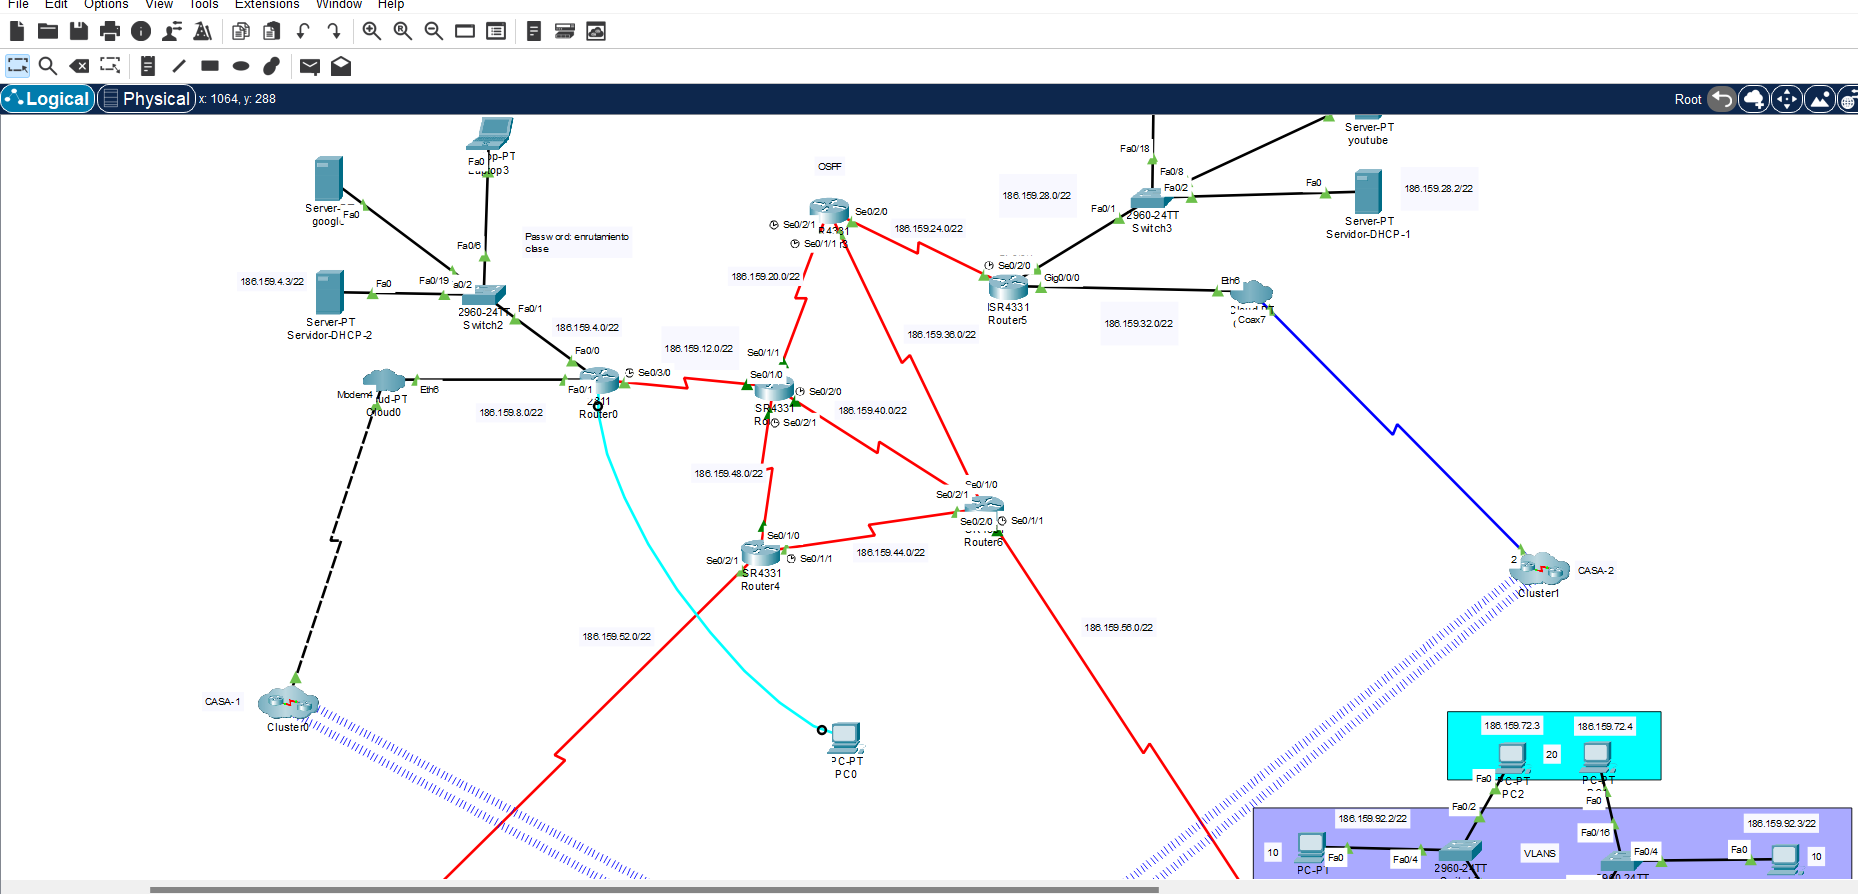 File Edit Options View Tools Extensions Window Help
Logical Physical x: 1064, y: 288
Root
Fa0
Laptop3
Server-
google
Fa0
Fa0/6
Password: enrutamiento
clase
186.159.4.3/22
Fa0
Fa0/19
Fa0/1
2960-24TT
Switch2
Server-PT
Servidor-DHCP-2
186.159.4.0/22
Fa0/0
Modem4
Cloud0
Eth6
Fa0/1
186.159.8.0/22
2811
Router0
Se0/3/0
186.159.12.0/22
OSPF
Se0/2/0
Se0/2/1
Se0/1/1
186.159.20.0/22
186.159.24.0/22
186.159.36.0/22
Se0/1/1
Se0/1/0
Se0/2/0
SR4331
Se0/2/1
186.159.40.0/22
186.159.48.0/22
Se0/2/0
Gig0/0/0
ISR4331
Router5
186.159.28.0/22
Fa0/18
Fa0/8
Fa0/2
Fa0/1
2960-24TT
Switch3
Server-PT
youtube
Fa0
186.159.28.2/22
Server-PT
Servidor-DHCP-1
Eth6
Coax7
186.159.32.0/22
Se0/1/0
Se0/2/1
Se0/2/0
Se0/1/1
Router6
186.159.44.0/22
Se0/1/0
Se0/2/1
Se0/1/1
SR4331
Router4
186.159.52.0/22
186.159.56.0/22
2
CASA-2
Cluster1
CASA-1
Cluster0
PC-PT
PC0
186.159.72.3
186.159.72.4
20
Fa0
PC-PT
PC2
Fa0
Fa0/2
Fa0/16
186.159.92.2/22
186.159.92.3/22
10
Fa0
Fa0/4
VLANS
Fa0/4
Fa0
10
PC-PT
2960-24TT
2960-24TT